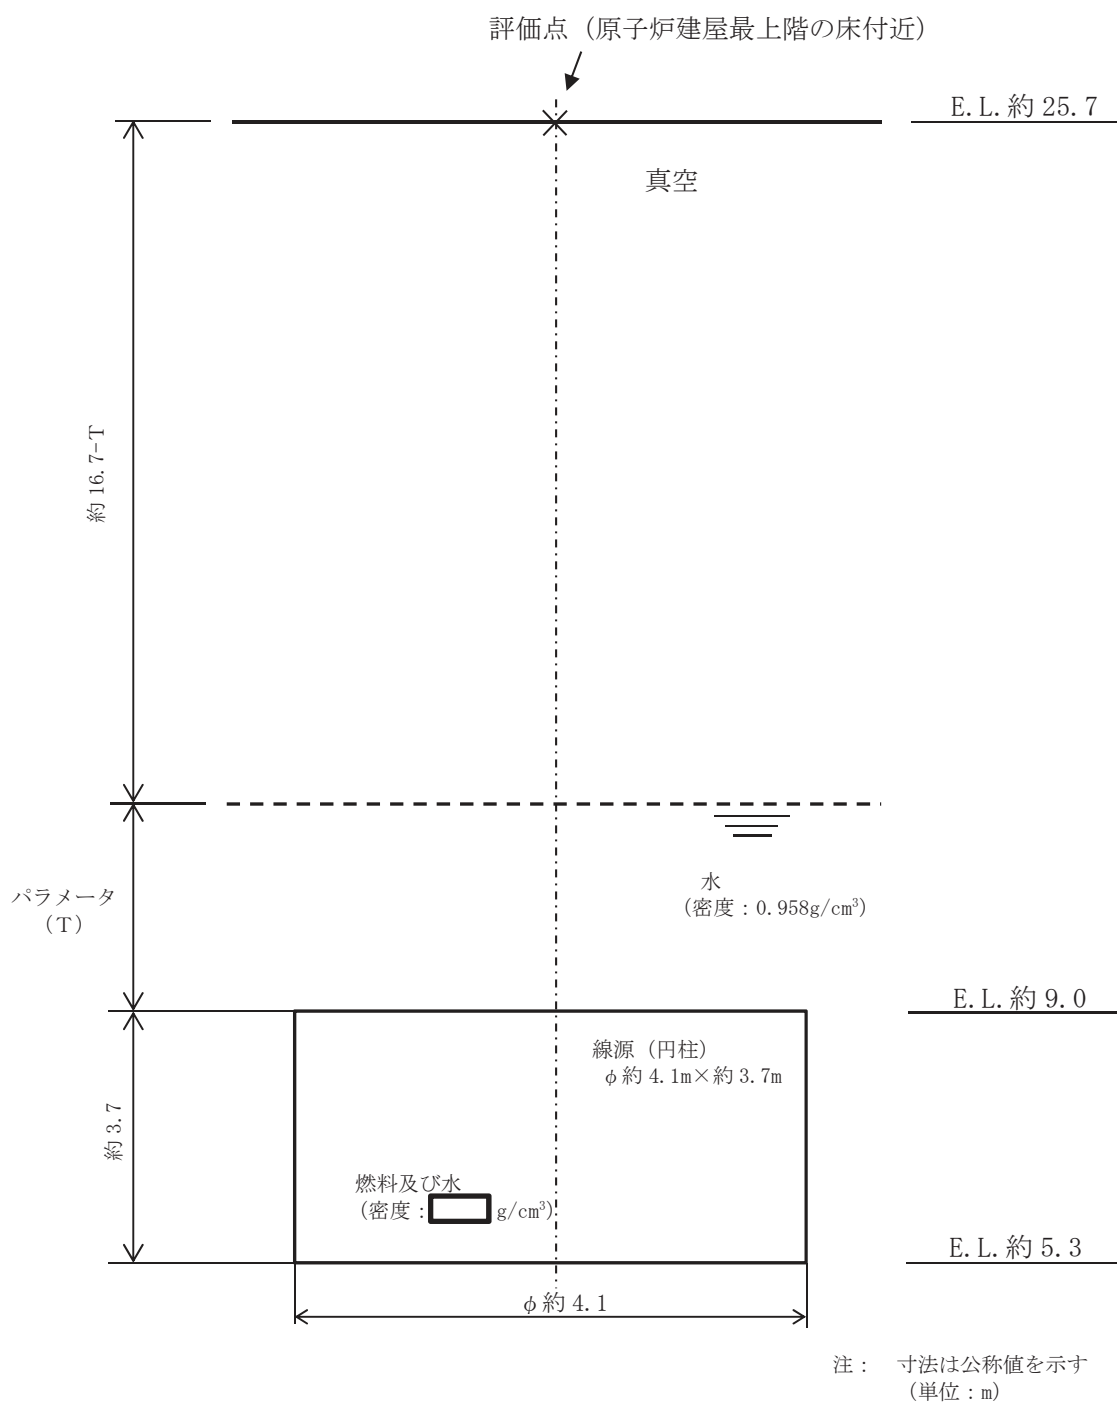 評価点（原子炉建屋最上階の床付近）
E.L.約 25.7
真空
約 16.7-T
パラメータ
（T）
水
（密度：0.958g/cm³）
E.L.約 9.0
線源（円柱）
φ約 4.1m×約 3.7m
約 3.7
燃料及び水
（密度： g/cm³）
E.L.約 5.3
φ約 4.1
注： 寸法は公称値を示す
（単位：m）